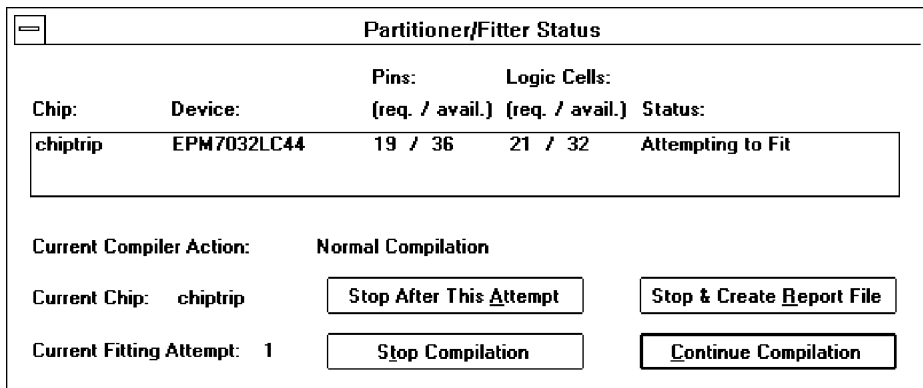 Partitioner/Fitter Status
Pins: Logic Cells:
Chip: Device: (req. / avail.) (req. / avail.) Status:
chiptrip EPM7032LC44 19 / 36 21 / 32 Attempting to Fit
Current Compiler Action: Normal Compilation
Current Chip: chiptrip Stop After This Attempt Stop & Create Report File
Current Fitting Attempt: 1 Stop Compilation Continue Compilation